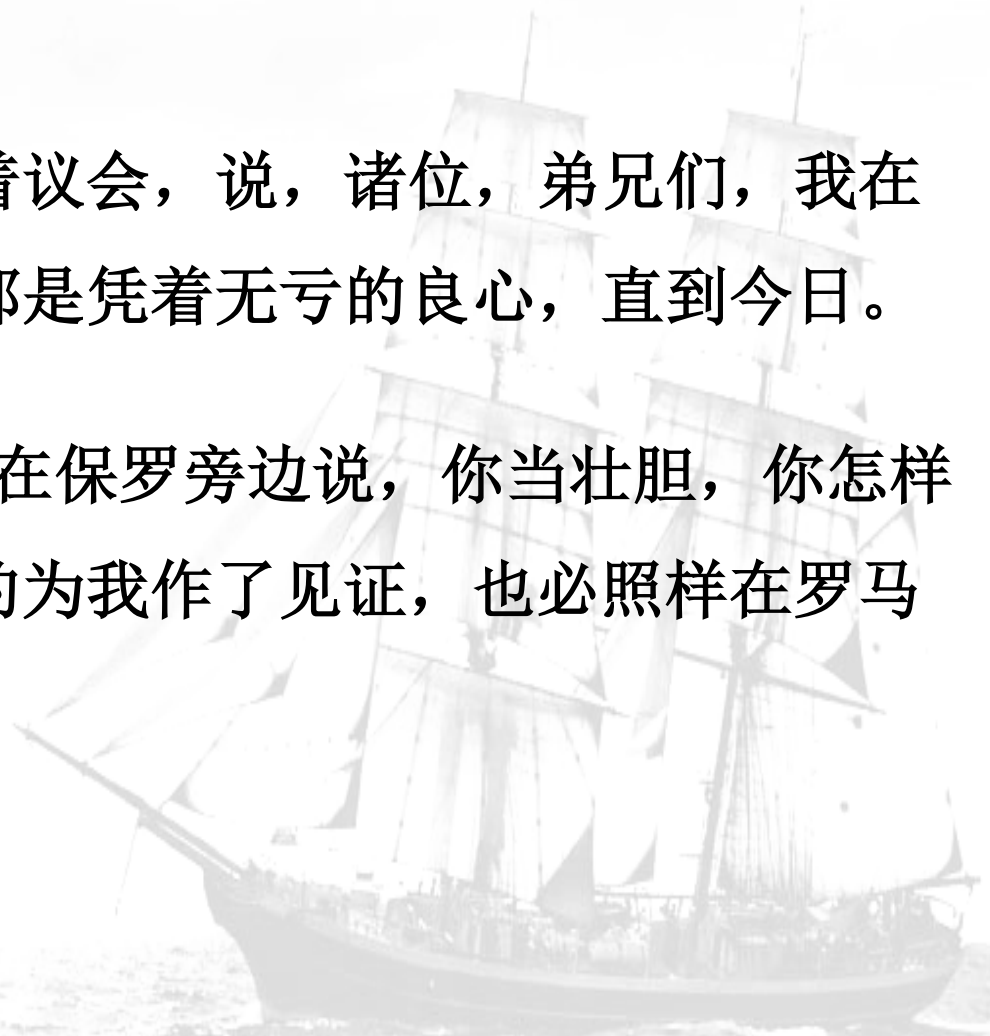 着议会，说，诸位，弟兄们，我在
都是凭着无亏的良心，直到今日。
在保罗旁边说，你当壮胆，你怎样
的为我作了见证，也必照样在罗马